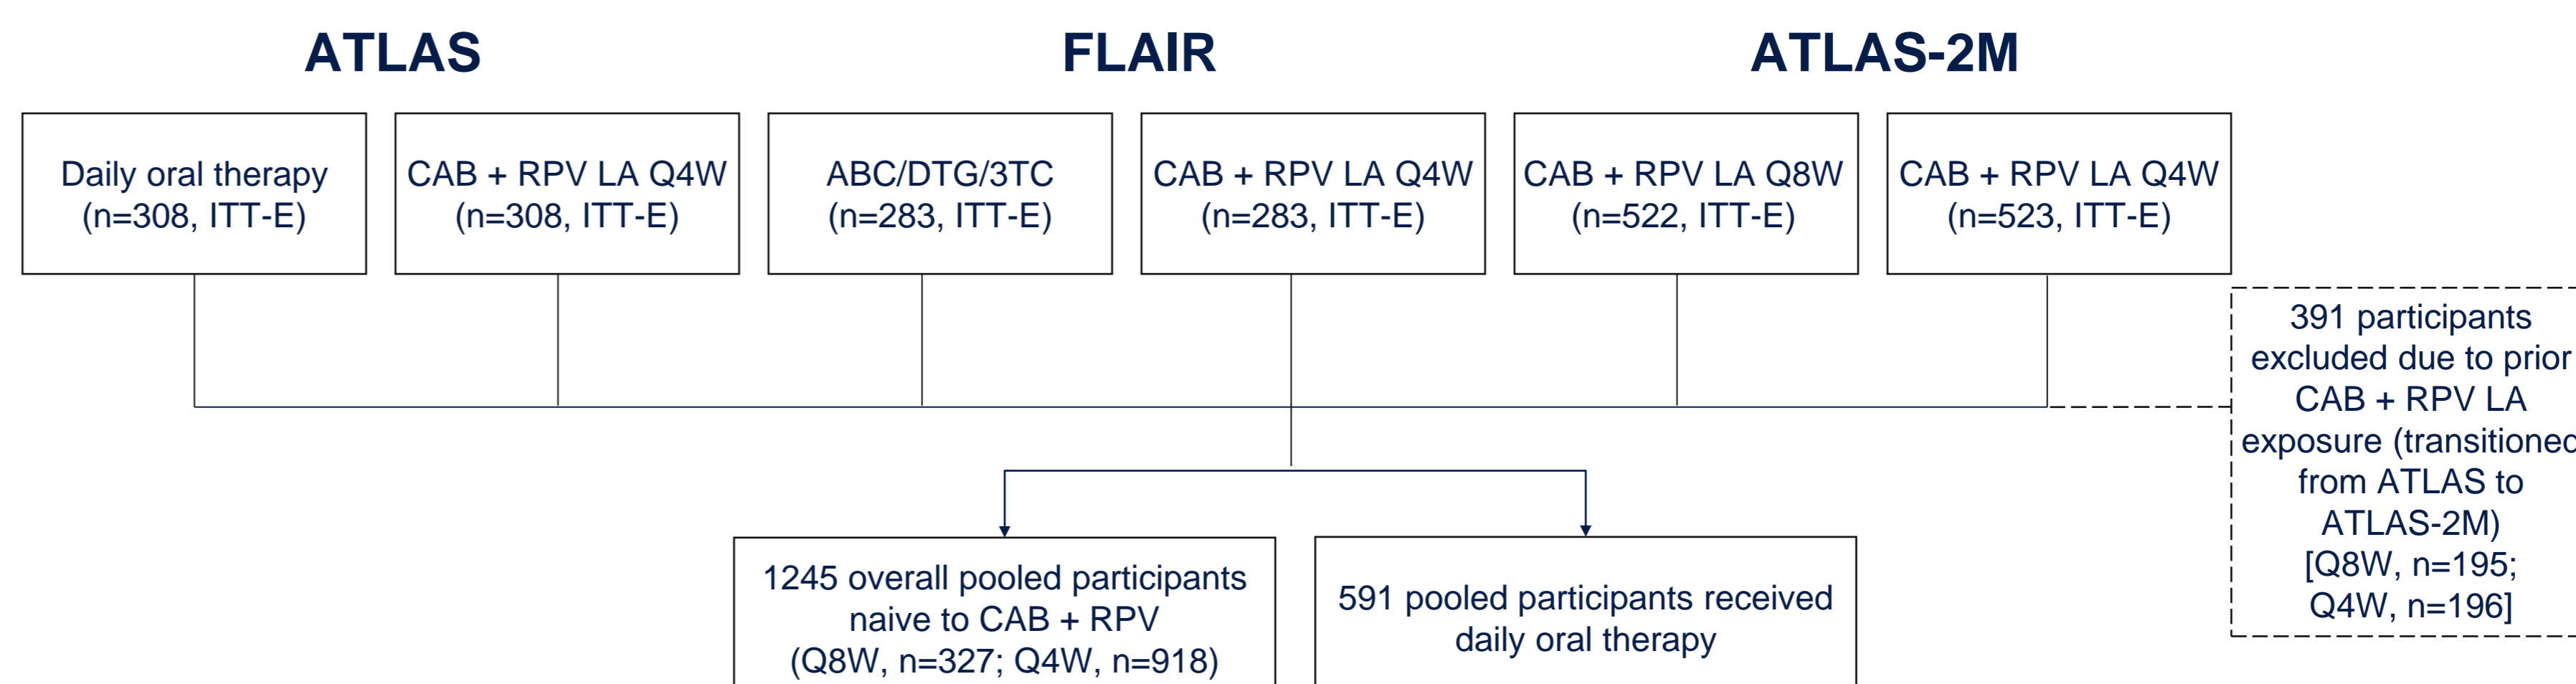 ATLAS
FLAIR
ATLAS-2M
Daily oral therapy
(n=308, ITT-E)
CAB + RPV LA Q4W
(n=308, ITT-E)
ABC/DTG/3TC
(n=283, ITT-E)
CAB + RPV LA Q4W
(n=283, ITT-E)
CAB + RPV LA Q8W
(n=522, ITT-E)
CAB + RPV LA Q4W
(n=523, ITT-E)
391 participants
excluded due to prior
CAB + RPV LA
exposure (transitioned
from ATLAS to
ATLAS-2M)
[Q8W, n=195;
Q4W, n=196]
1245 overall pooled participants
naive to CAB + RPV
(Q8W, n=327; Q4W, n=918)
591 pooled participants received
daily oral therapy